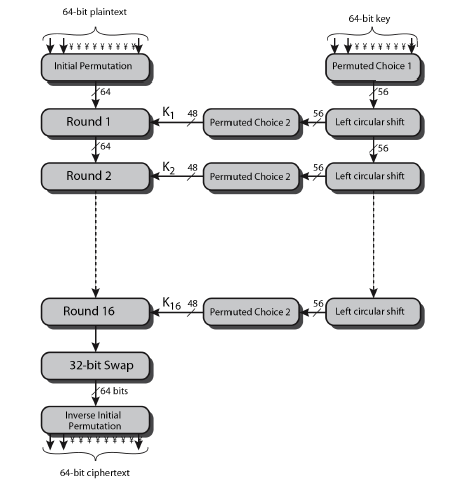 64-bit plaintext
64-bit key
¥ ¥ ¥ ¥ ¥ ¥ ¥ ¥ ¥
¥ ¥ ¥ ¥ ¥ ¥ ¥ ¥ ¥
Initial Permutation
Permuted Choice 1
64
56
Round 1
K1
48
Permuted Choice 2
56
Left circular shift
64
56
Round 2
K2
48
Permuted Choice 2
56
Left circular shift
Round 16
K16
48
Permuted Choice 2
56
Left circular shift
32-bit Swap
64 bits
Inverse Initial
Permutation
¥ ¥ ¥ ¥ ¥ ¥ ¥ ¥ ¥
64-bit ciphertext